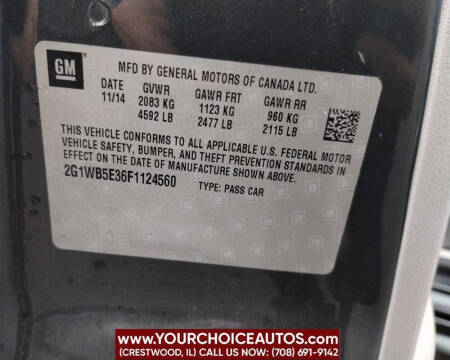 GM
MFD BY GENERAL MOTORS OF CANADA LTD.
DATE GVWR GAWR FRT GAWR RR
11/14 2083 KG 1123 KG 960 KG
4592 LB 2477 LB 2115 LB
THIS VEHICLE CONFORMS TO ALL APPLICABLE U.S. FEDERAL MOTOR
VEHICLE SAFETY, BUMPER, AND THEFT PREVENTION STANDARDS IN
EFFECT ON THE DATE OF MANUFACTURE SHOWN ABOVE.
2G1WB5E36F1124560 TYPE: PASS CAR
WWW.YOURCHOICEAUTOS.COM
(CRESTWOOD, IL) CALL US: (708) 691-9142